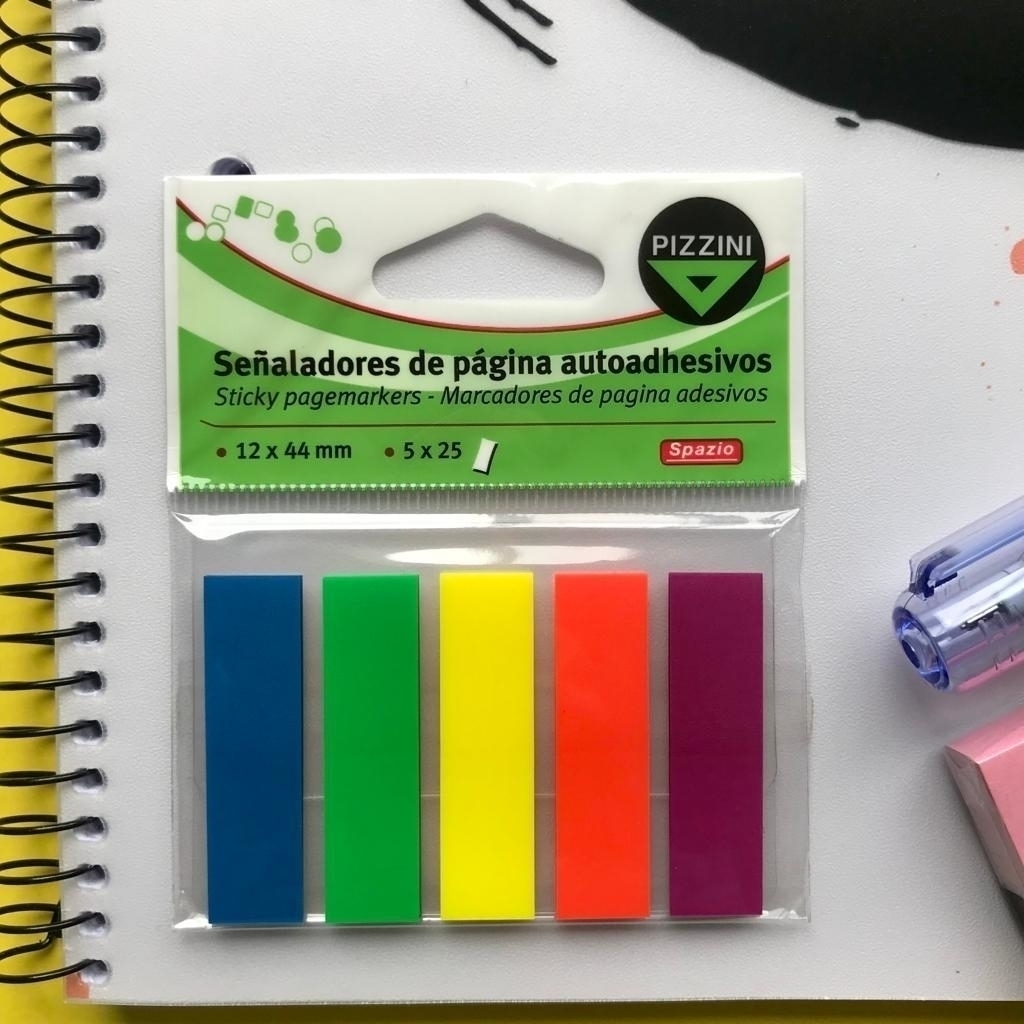 PIZZINI
Señaladores de página autoadhesivos
Sticky pagemarkers - Marcadores de pagina adesivos
• 12 x 44 mm • 5 x 25
Spazio